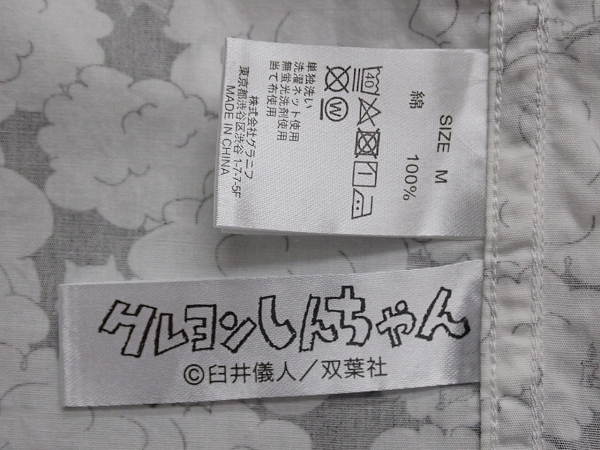 SIZE M
綿 100%
40
W
単独洗い
洗濯ネット使用
無蛍光洗剤使用
当て布使用
株式会社グラニフ
東京都渋谷区渋谷 1-7-7-5F
MADE IN CHINA
クレヨンしんちゃん
©臼井儀人／双葉社